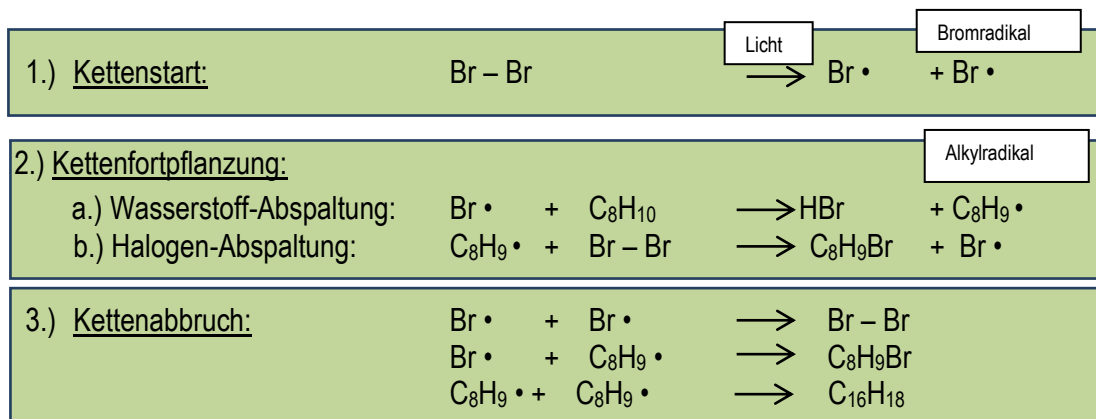 Licht
Bromradikal
1.) Kettenstart: Br – Br ⟶ Br • + Br •
Alkylradikal
2.) Kettenfortpflanzung:
a.) Wasserstoff-Abspaltung: Br • + C₈H₁₀ ⟶ HBr + C₈H₉ •
b.) Halogen-Abspaltung: C₈H₉ • + Br – Br ⟶ C₈H₉Br + Br •
3.) Kettenabbruch: Br • + Br • ⟶ Br – Br
Br • + C₈H₉ • ⟶ C₈H₉Br
C₈H₉ • + C₈H₉ • ⟶ C₁₆H₁₈